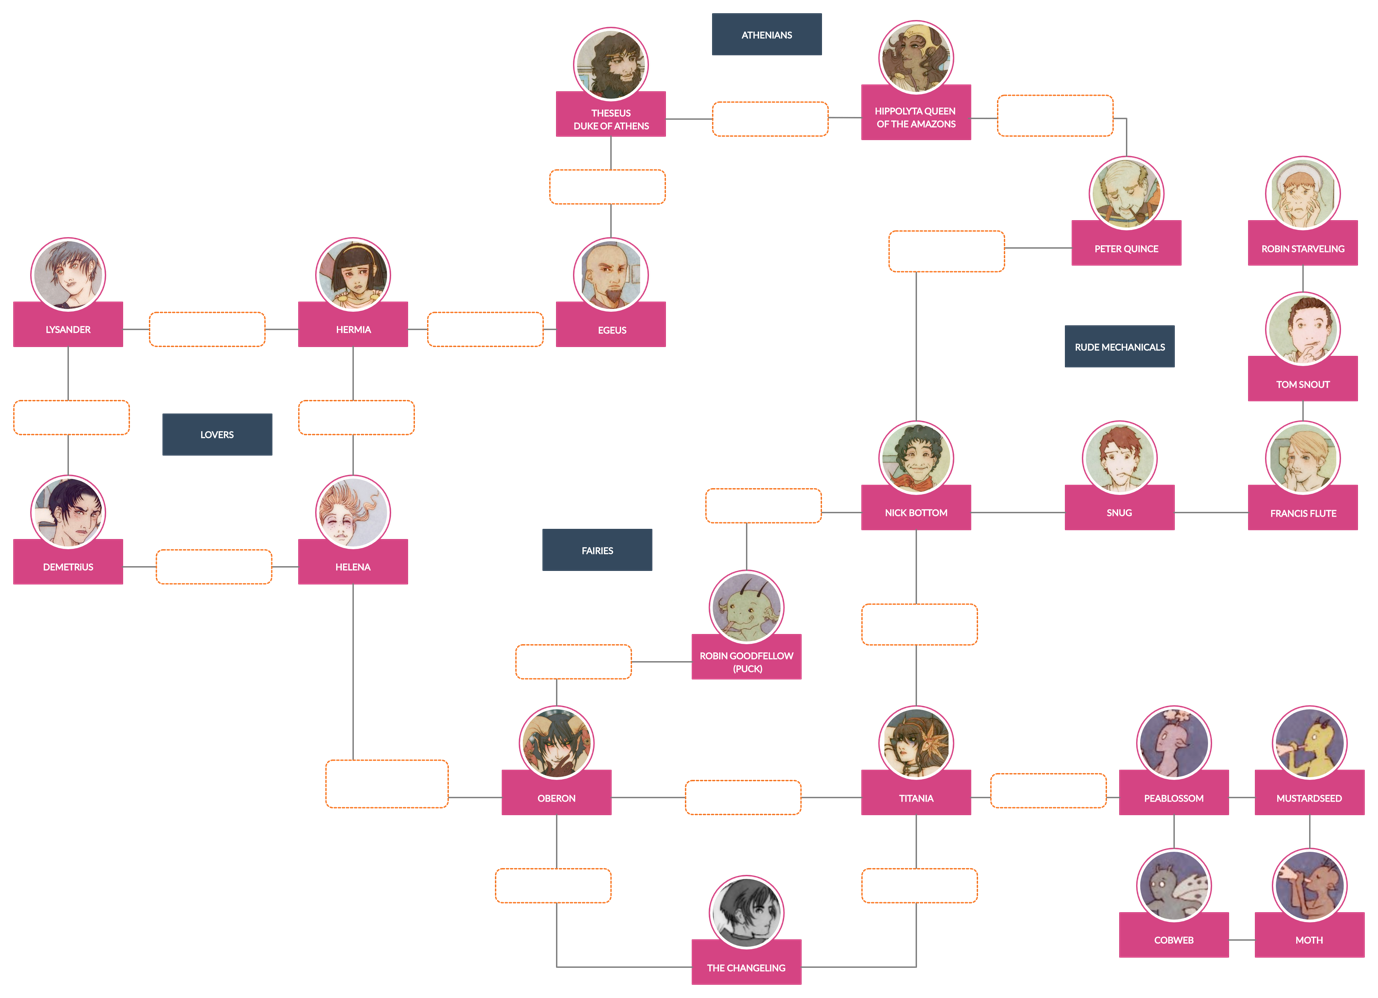 ATHENIANS
THESEUS
DUKE OF ATHENS
HIPPOLYTA QUEEN
OF THE AMAZONS
PETER QUINCE
ROBIN STARVELING
LYSANDER
HERMIA
EGEUS
RUDE MECHANICALS
TOM SNOUT
LOVERS
NICK BOTTOM
SNUG
FRANCIS FLUTE
FAIRIES
DEMETRIUS
HELENA
ROBIN GOODFELLOW
(PUCK)
OBERON
TITANIA
PEABLOSSOM
MUSTARDSEED
COBWEB
MOTH
THE CHANGELING